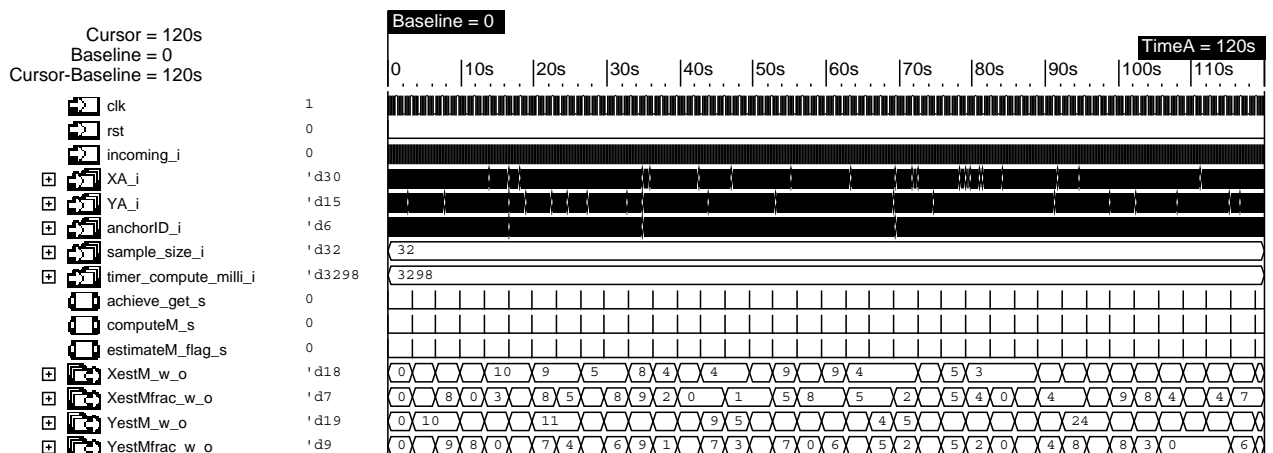 Baseline = 0
Cursor = 120s
Baseline = 0
Cursor-Baseline = 120s
TimeA = 120s
0 10s 20s 30s 40s 50s 60s 70s 80s 90s 100s 110s
clk 1
rst 0
incoming_i 0
XA_i 'd30
YA_i 'd15
anchorID_i 'd6
sample_size_i 'd32 32
timer_compute_milli_i 'd3298 3298
achieve_get_s 0
computeM_s 0
estimateM_flag_s 0
XestM_w_o 'd18 0 10 9 5 8 4 4 9 9 4 5 3
XestMfrac_w_o 'd7 0 8 0 3 8 5 8 9 2 0 1 5 8 5 2 5 4 0 4 9 8 4 4 7
YestM_w_o 'd19 0 10 11 9 5 4 5 24
YestMfrac_w_o 'd9 0 9 8 0 7 4 6 9 1 7 3 7 0 6 5 2 5 2 0 4 8 8 3 0 6